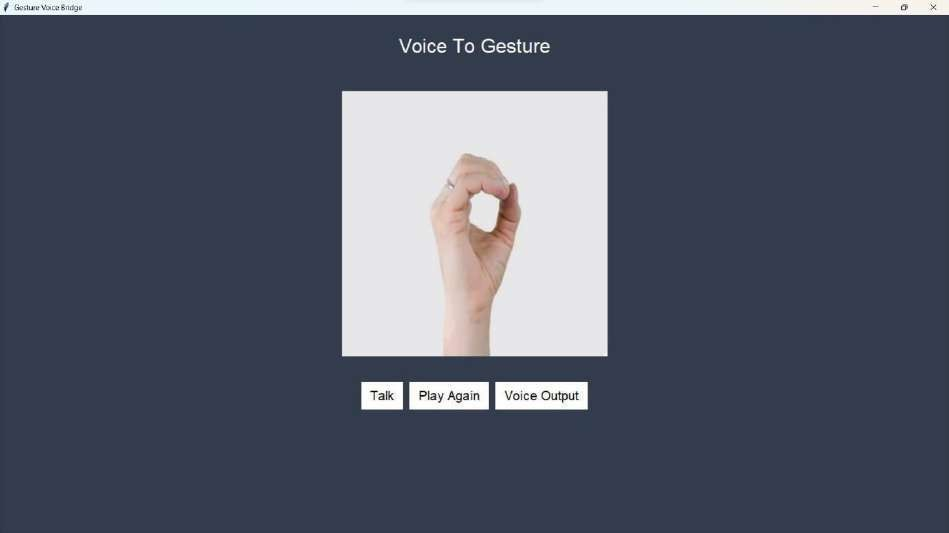 Gesture Voice Bridge
Voice To Gesture
Talk
Play Again
Voice Output